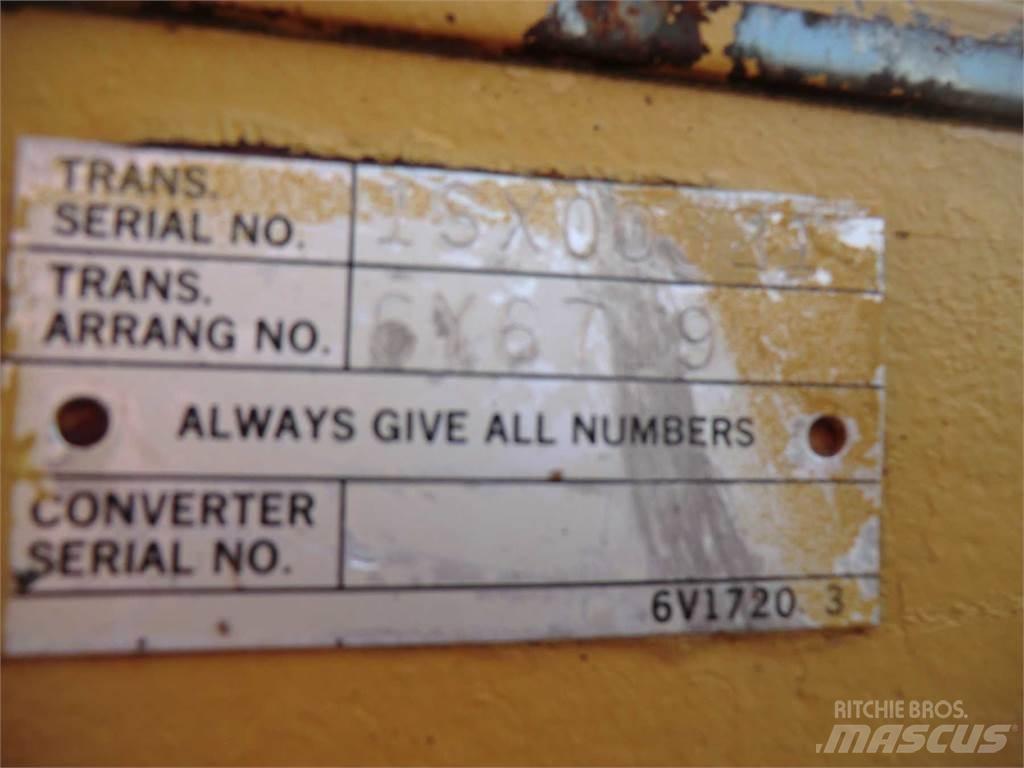 TRANS.
SERIAL NO.
TRANS.
ARRANG NO.
ALWAYS GIVE ALL NUMBERS
CONVERTER
SERIAL NO.
6V1720 3
RITCHIE BROS.
MASCUS